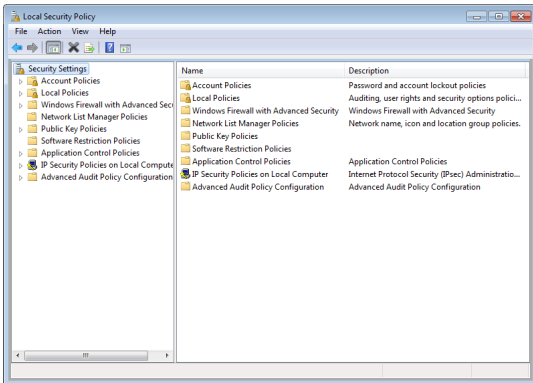 Local Security Policy
File Action View Help
Security Settings
Account Policies
Local Policies
Windows Firewall with Advanced Secu
Network List Manager Policies
Public Key Policies
Software Restriction Policies
Application Control Policies
IP Security Policies on Local Compute
Advanced Audit Policy Configuration
Name Description
Account Policies Password and account lockout policies
Local Policies Auditing, user rights and security options polici...
Windows Firewall with Advanced Security Windows Firewall with Advanced Security
Network List Manager Policies Network name, icon and location group policies.
Public Key Policies
Software Restriction Policies
Application Control Policies Application Control Policies
IP Security Policies on Local Computer Internet Protocol Security (IPsec) Administratio...
Advanced Audit Policy Configuration Advanced Audit Policy Configuration